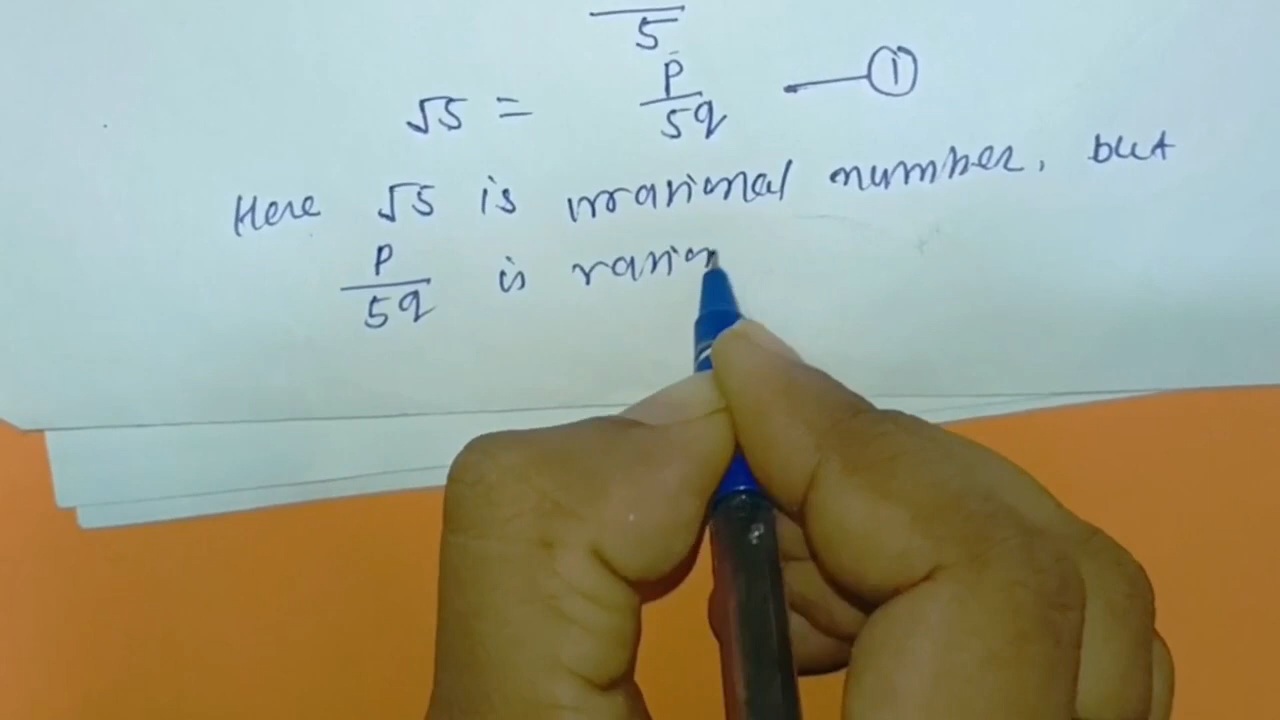 5
√5 = P/5q ①
Here √5 is irrational number, but
P/5q is ration